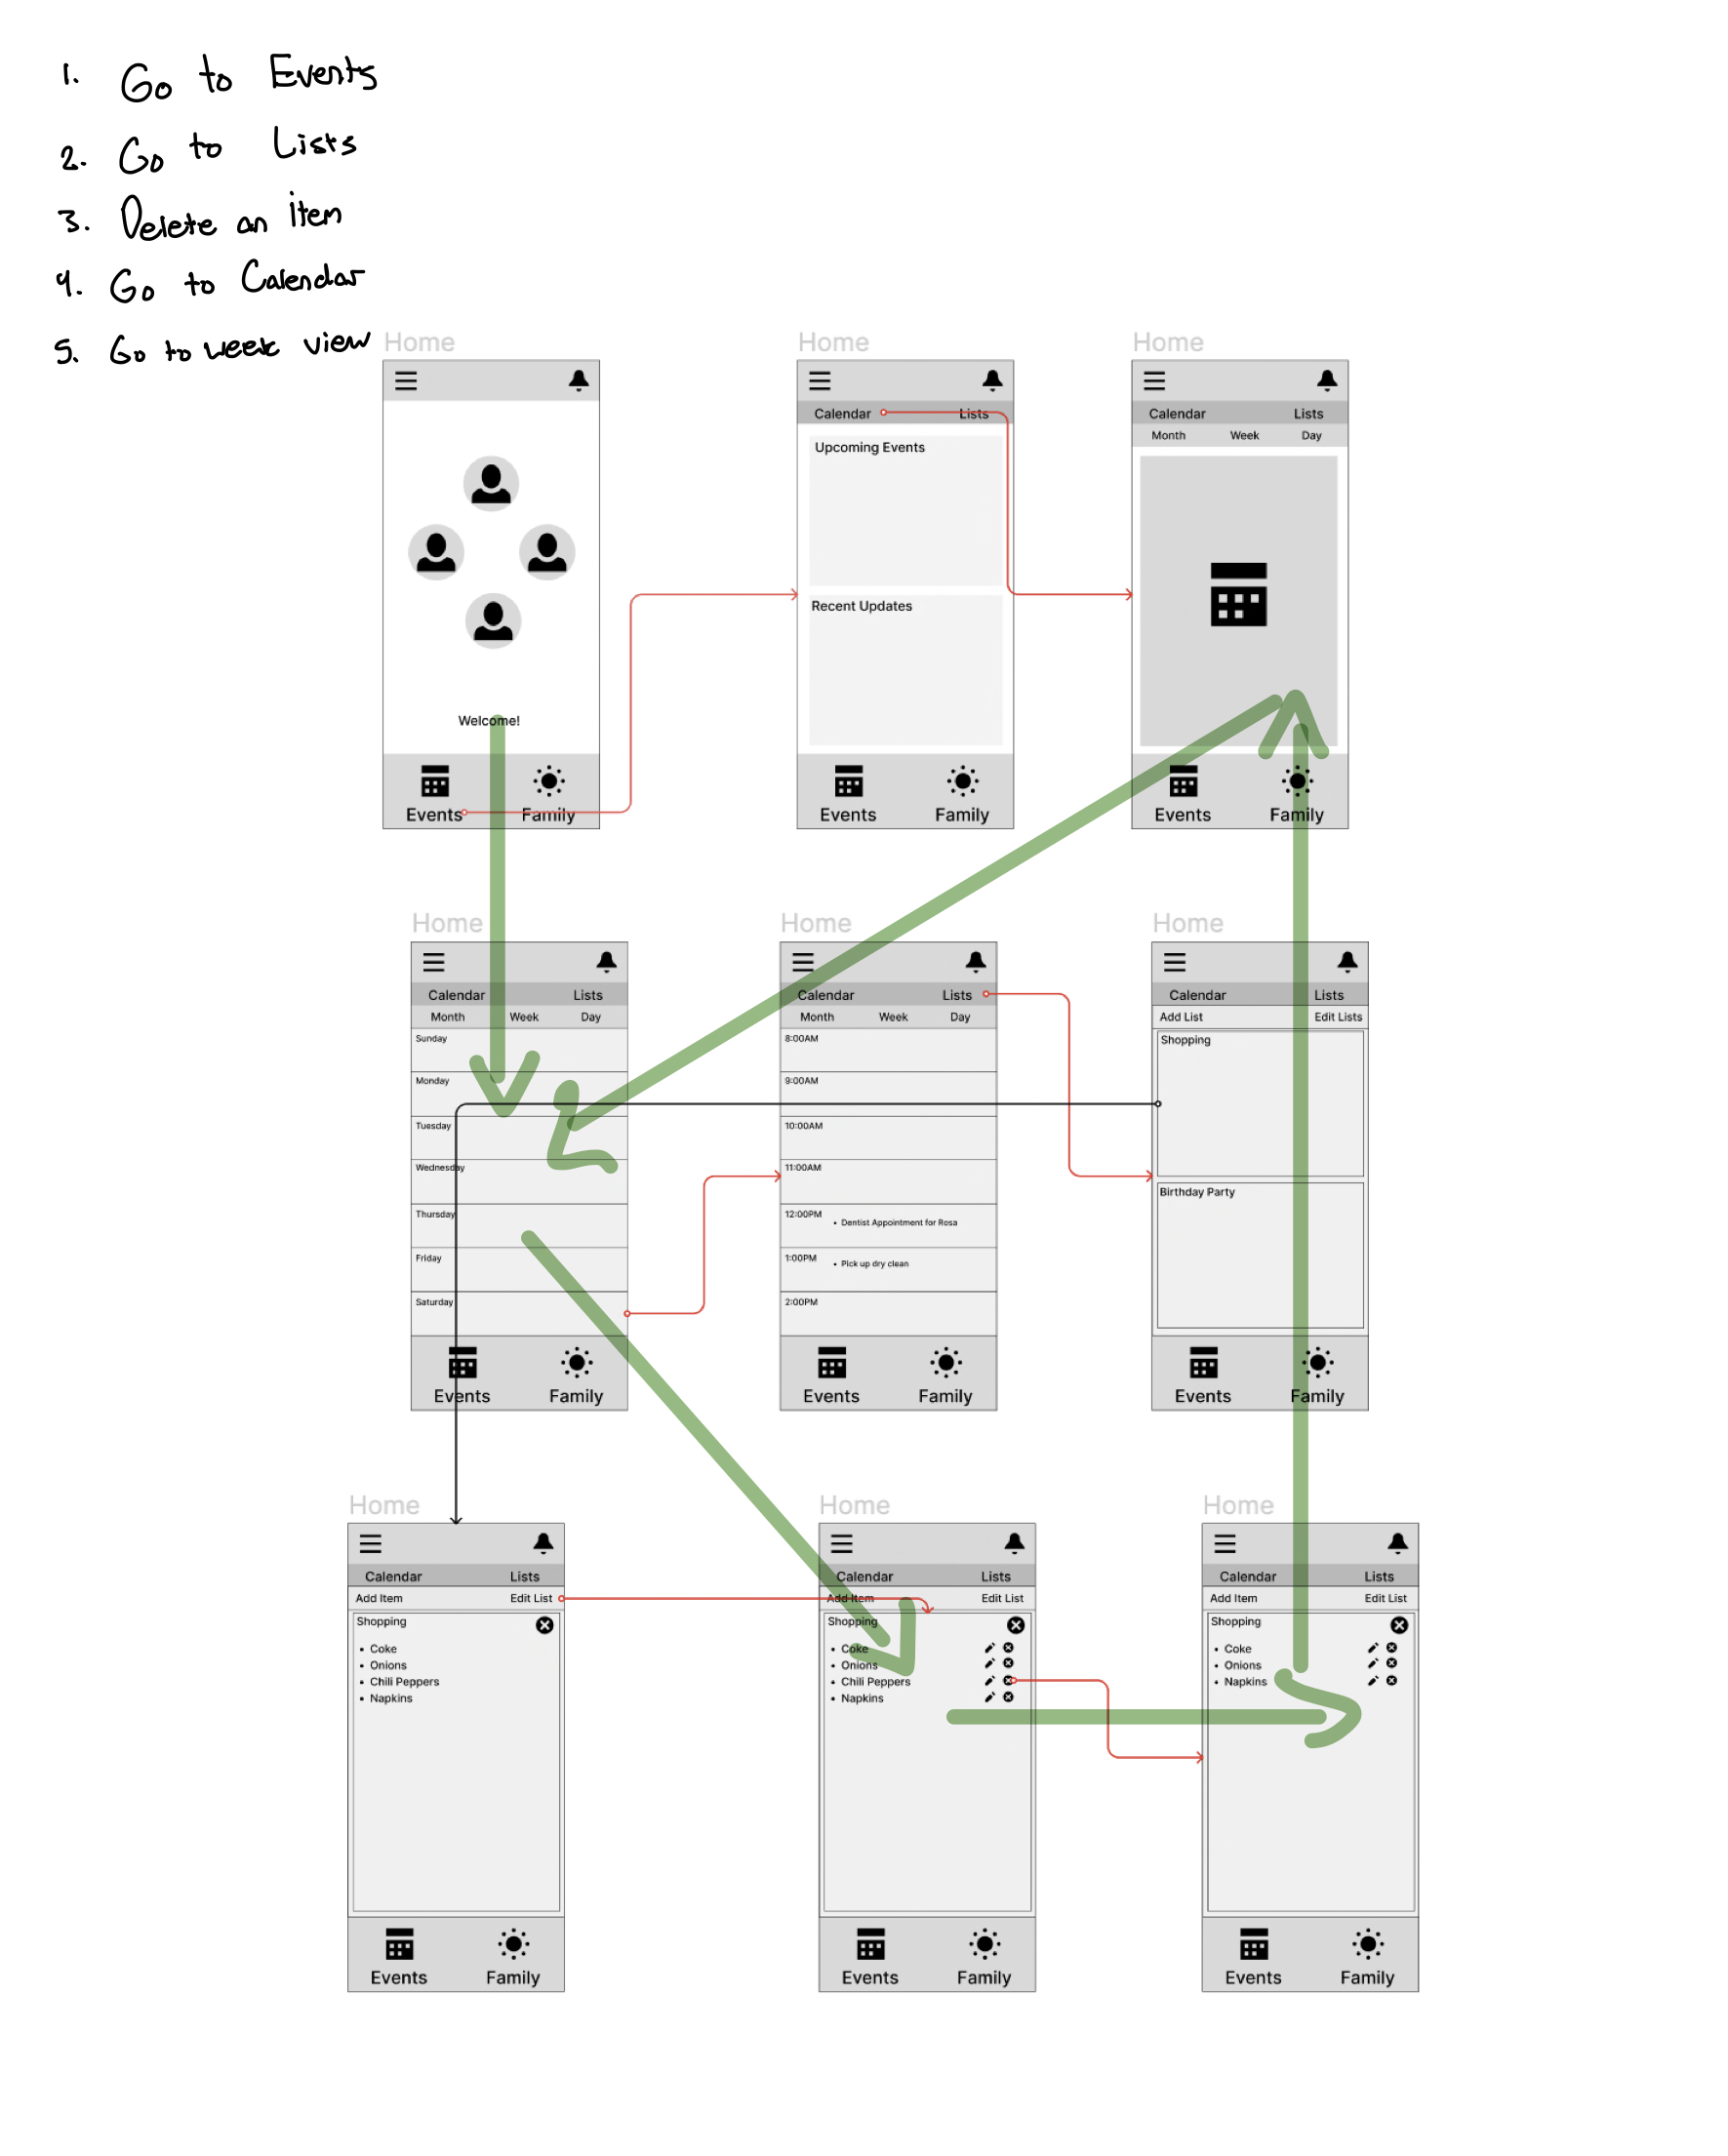 1. Go to Events
2. Go to Lists
3. Delete an item
4. Go to Calendar
5. Go to week view
Home
Welcome!
Events Family
Home
Calendar Lists
Upcoming Events
Recent Updates
Events Family
Home
Calendar Lists
Month Week Day
Events Family
Home
Calendar Lists
Month Week Day
Sunday
Monday
Tuesday
Wednesday
Thursday
Friday
Saturday
Events Family
Home
Calendar Lists
Month Week Day
8:00AM
9:00AM
10:00AM
11:00AM
12:00PM • Dentist Appointment for Rosa
1:00PM • Pick up dry clean
2:00PM
Events Family
Home
Calendar Lists
Add List Edit Lists
Shopping
Birthday Party
Events Family
Home
Calendar Lists
Add Item Edit List
Shopping
• Coke
• Onions
• Chili Peppers
• Napkins
Events Family
Home
Calendar Lists
Add Item Edit List
Shopping
• Coke
• Onions
• Chili Peppers
• Napkins
Events Family
Home
Calendar Lists
Add Item Edit List
Shopping
• Coke
• Onions
• Napkins
Events Family